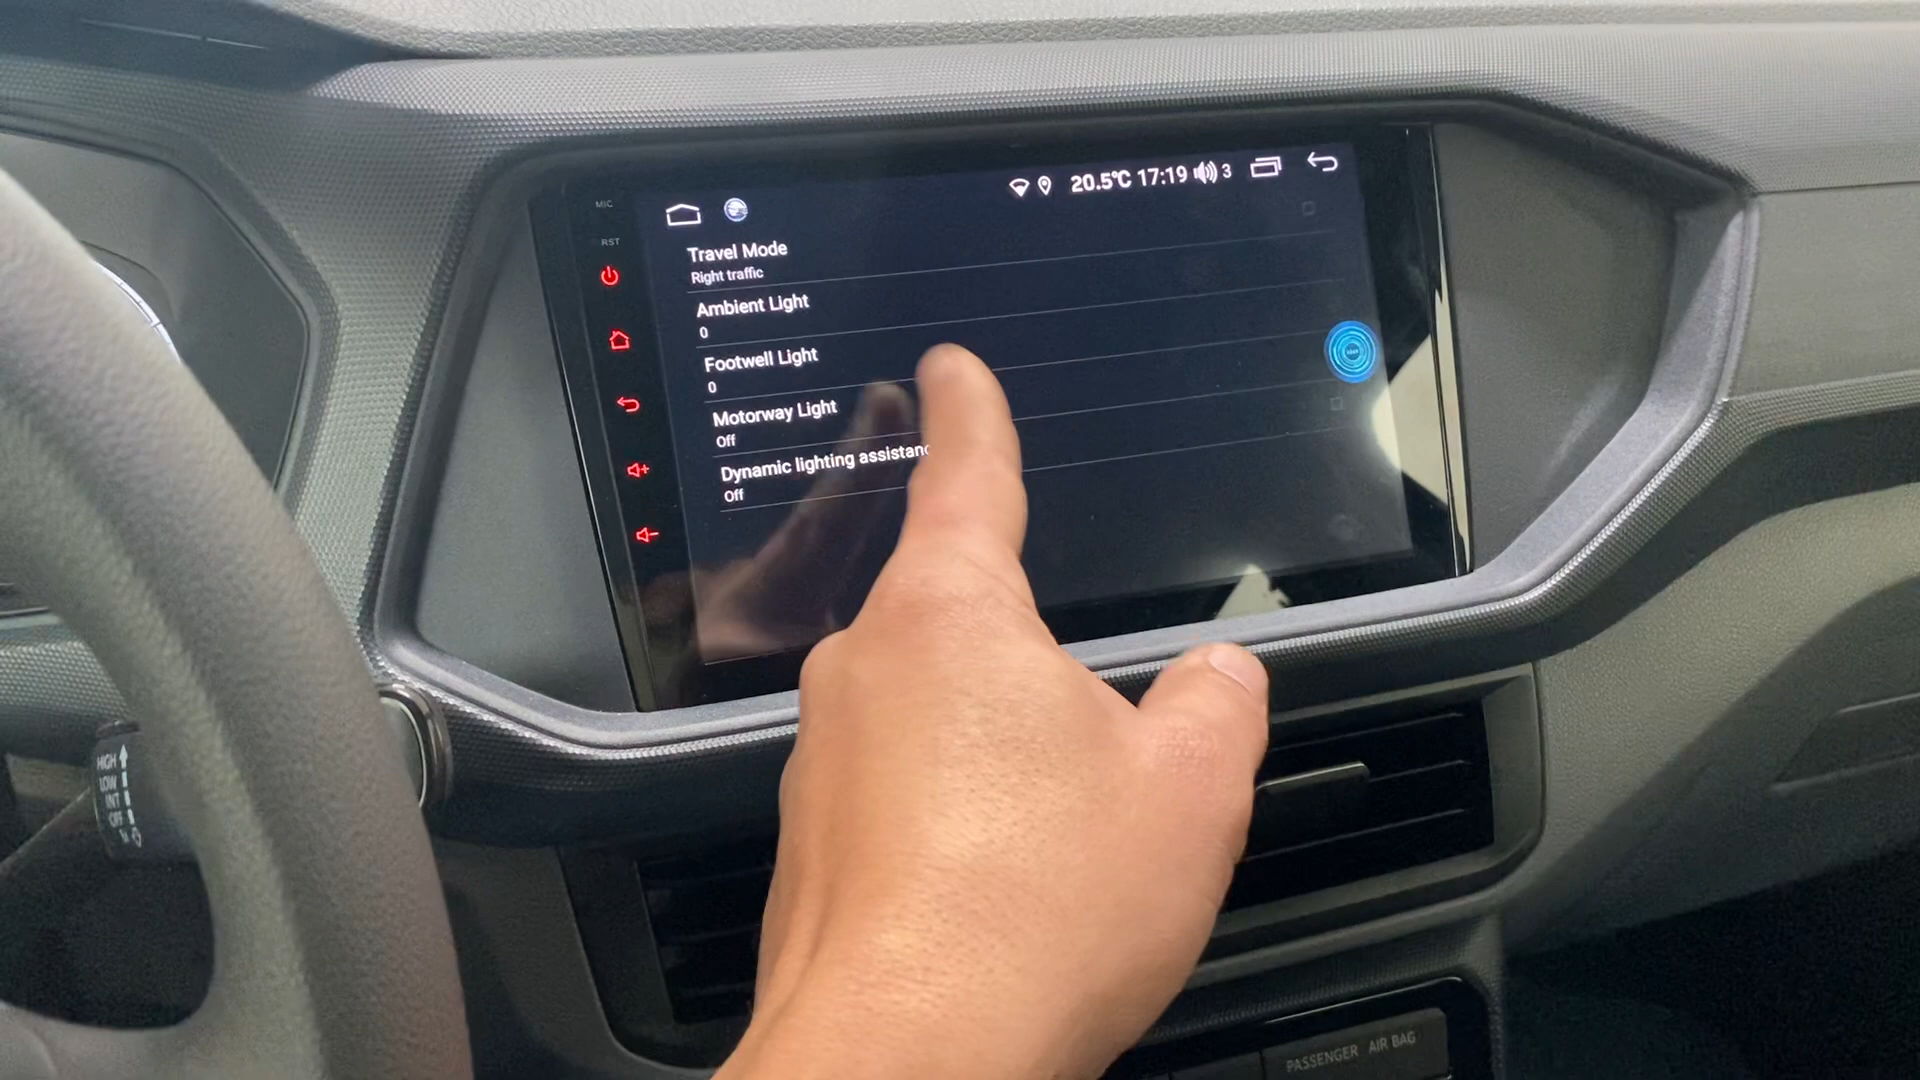 MIC
RST
20.5°C 17:19 3
Travel Mode
Right traffic
Ambient Light
0
Footwell Light
0
Motorway Light
Off
Dynamic lighting assistanc
Off
HIGH
LOW
INT
OFF
1x
PASSENGER AIR BAG